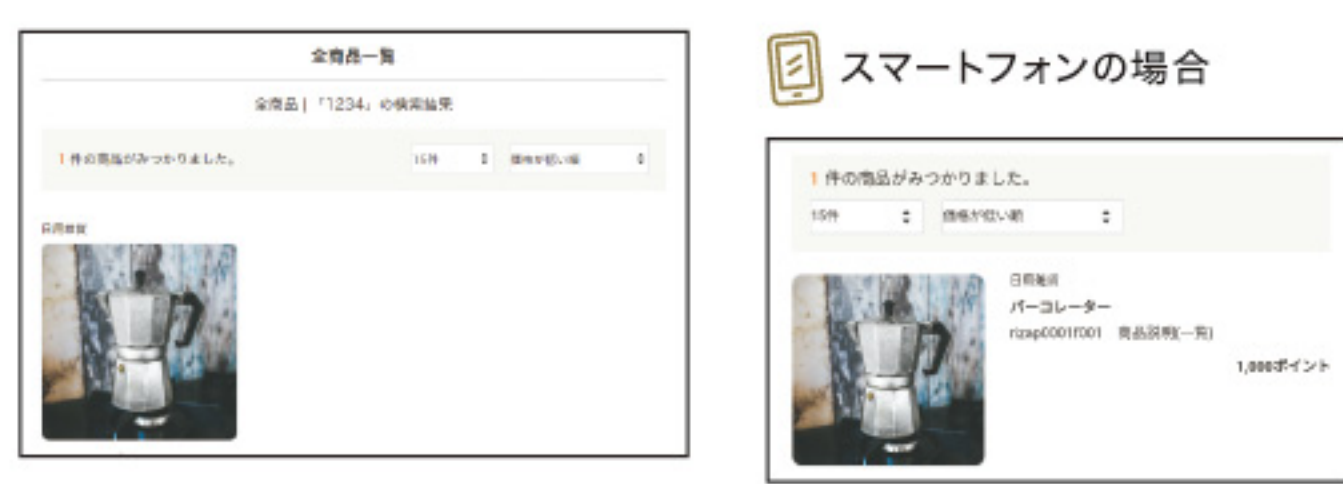 全商品一覧
全商品 | 「1234」の検索結果
1 件の商品がみつかりました。
15件
価格が低い順
日用雑貨
スマートフォンの場合
1 件の商品がみつかりました。
15件
価格が低い順
日用雑貨
パーコレーター
rizap0001f001 商品説明(一覧)
1,000ポイント